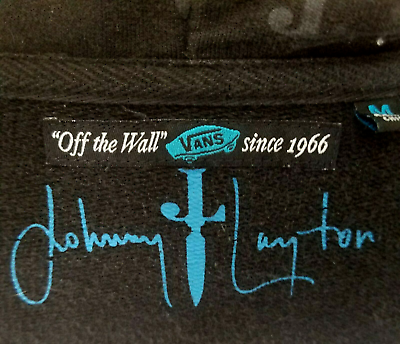 "Off the Wall" VANS since 1966
M
Johnny Layton